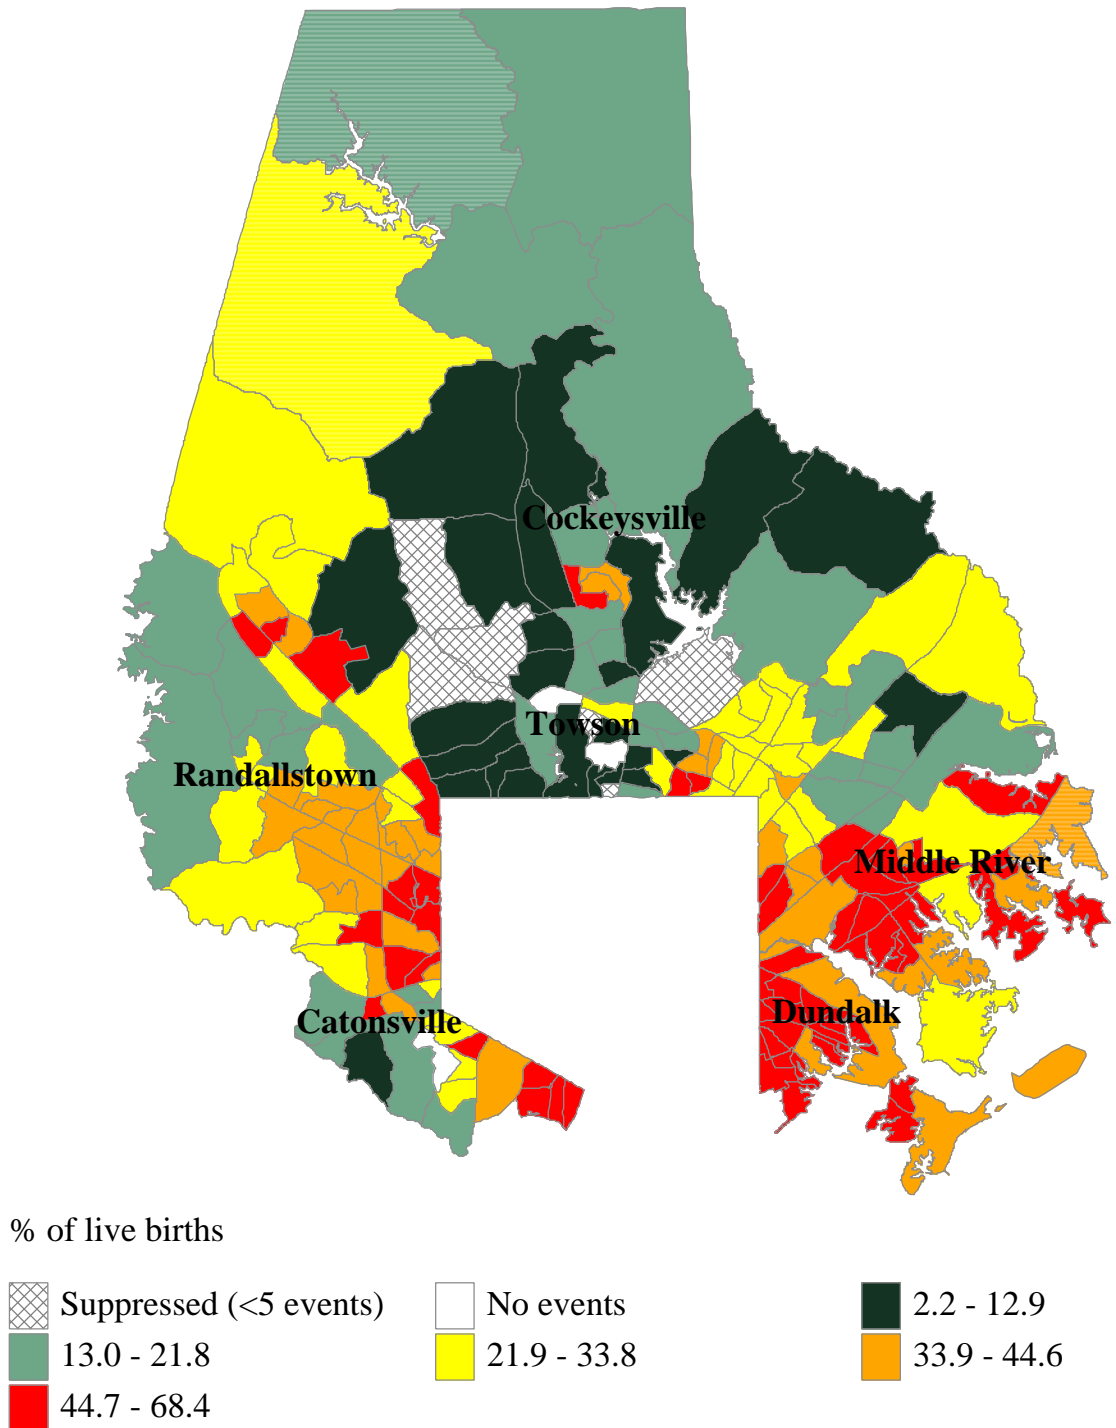 Cockeysville
Towson
Randallstown
Middle River
Dundalk
Catonsville
% of live births
Suppressed (<5 events)
No events
2.2 - 12.9
13.0 - 21.8
21.9 - 33.8
33.9 - 44.6
44.7 - 68.4